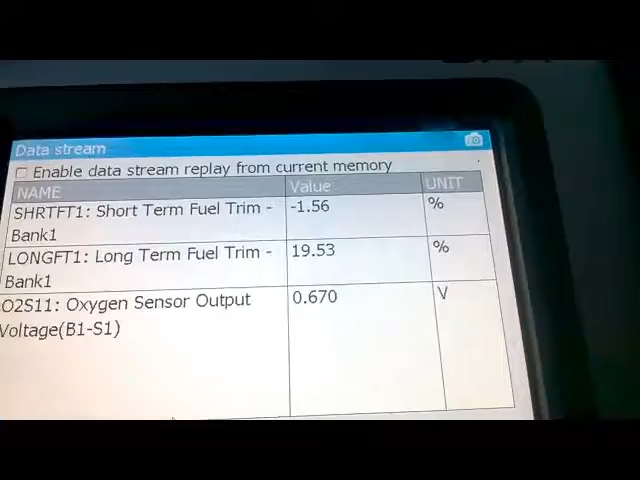 Data stream
Enable data stream replay from current memory
NAME Value UNIT
SHRTFT1: Short Term Fuel Trim - -1.56 %
Bank1
LONGFT1: Long Term Fuel Trim - 19.53 %
Bank1
O2S11: Oxygen Sensor Output 0.670 V
Voltage(B1-S1)